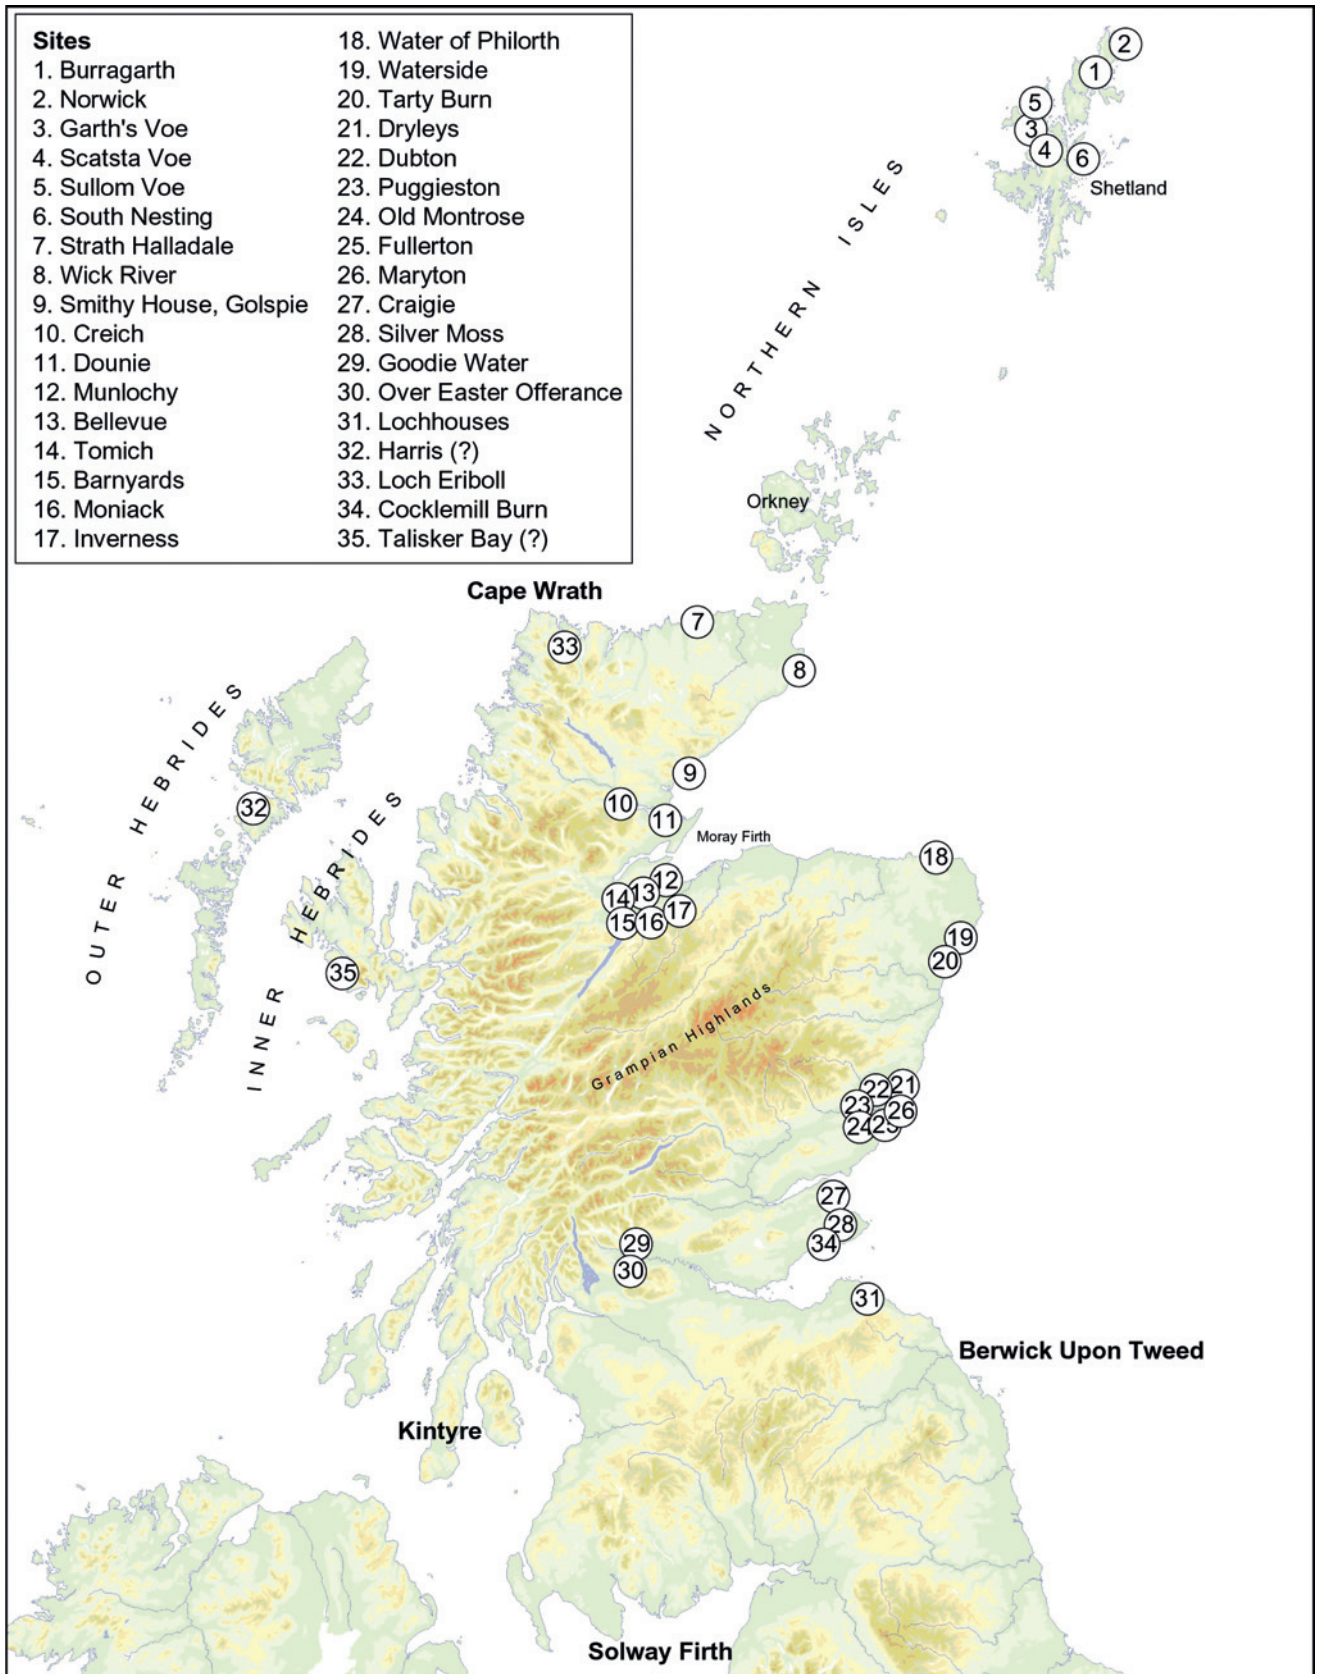 Sites
1. Burragarth
2. Norwick
3. Garth's Voe
4. Scatsta Voe
5. Sullom Voe
6. South Nesting
7. Strath Halladale
8. Wick River
9. Smithy House, Golspie
10. Creich
11. Dounie
12. Munlochy
13. Bellevue
14. Tomich
15. Barnyards
16. Moniack
17. Inverness
18. Water of Philorth
19. Waterside
20. Tarty Burn
21. Dryleys
22. Dubton
23. Puggieston
24. Old Montrose
25. Fullerton
26. Maryton
27. Craigie
28. Silver Moss
29. Goodie Water
30. Over Easter Offerance
31. Lochhouses
32. Harris (?)
33. Loch Eriboll
34. Cocklemill Burn
35. Talisker Bay (?)
2
1
5
3
4
6
Shetland
NORTHERN ISLES
Orkney
Cape Wrath
7
33
8
OUTER HEBRIDES
9
32
10
11
INNER HEBRIDES
Moray Firth
18
12
13
14
17
15
16
19
20
35
Grampian Highlands
21
22
23
26
24
25
27
28
29
34
30
31
Berwick Upon Tweed
Kintyre
Solway Firth